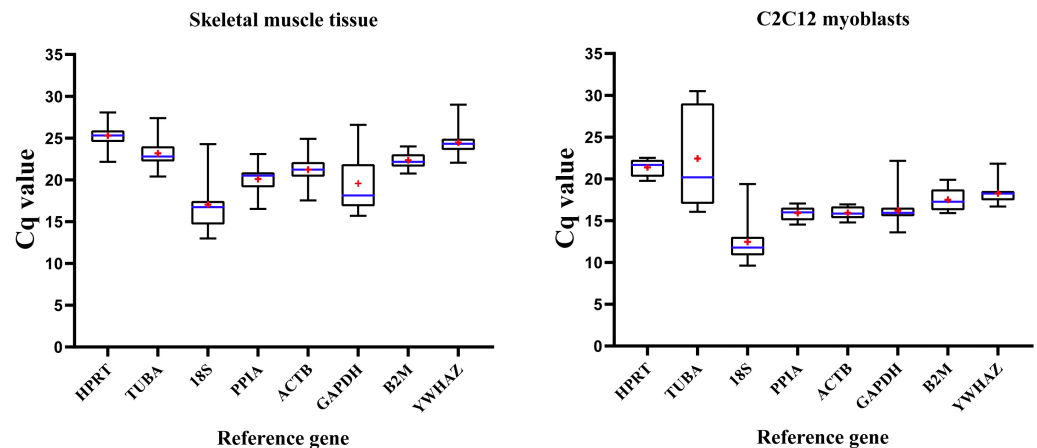 Skeletal muscle tissue
Cq value
35
30
25
20
15
10
5
0
HPRT
TUBA
18S
PPIA
ACTB
GAPDH
B2M
YWHAZ
Reference gene
C2C12 myoblasts
Cq value
35
30
25
20
15
10
5
0
HPRT
TUBA
18S
PPIA
ACTB
GAPDH
B2M
YWHAZ
Reference gene